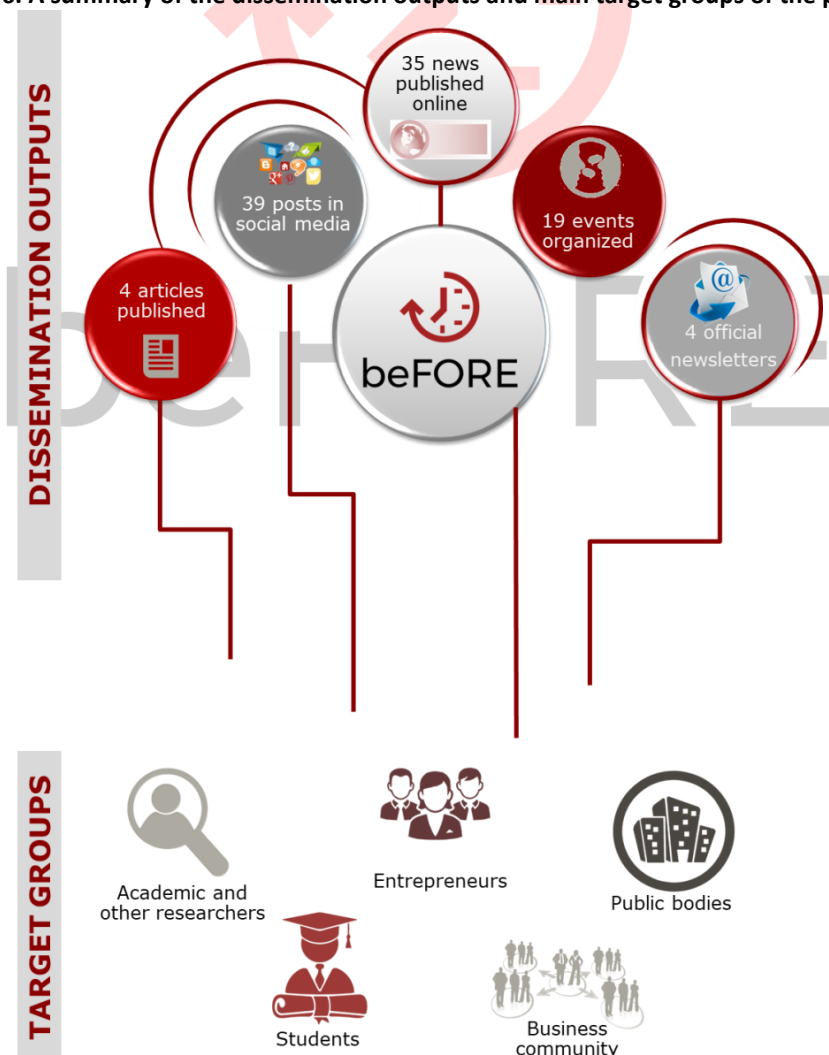 A summary of the dissemination outputs and main target groups of the
DISSEMINATION OUTPUTS
35 news
published
online
39 posts in
social media
19 events
organized
4 articles
published
beFORE
4 official
newsletters
TARGET GROUPS
Academic and
other researchers
Entrepreneurs
Public bodies
Students
Business
community